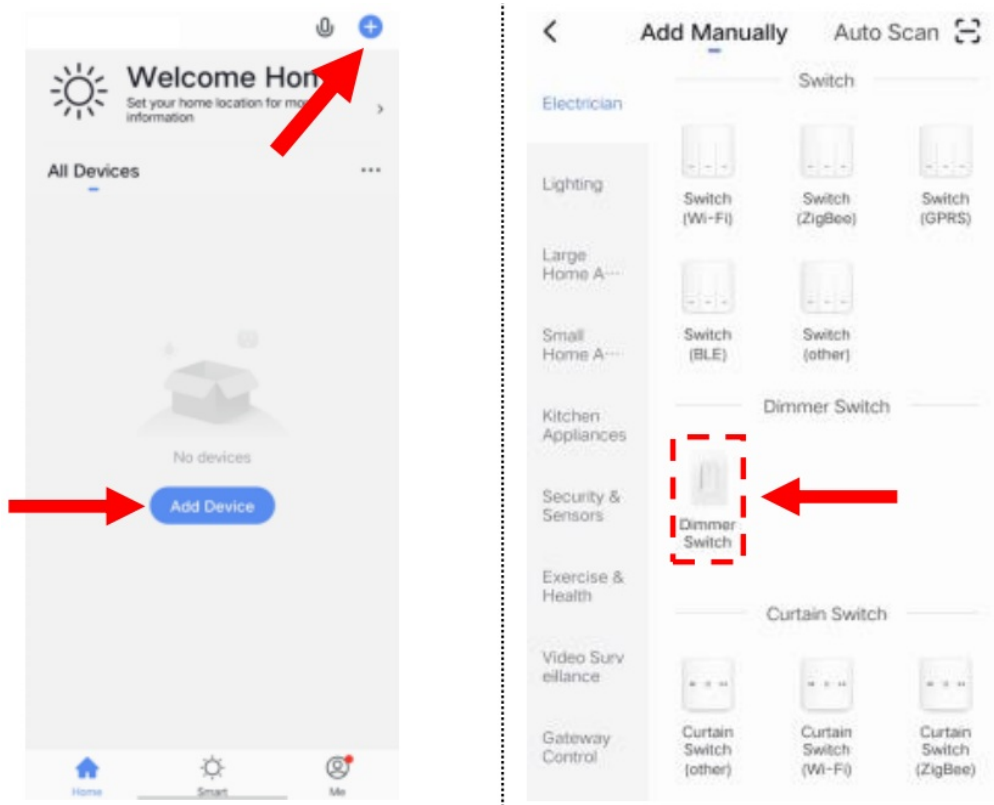 Welcome Hom
Set your home location for mo
information
All Devices
No devices
Add Device
Home
Smart
Me
Add Manually
Auto Scan
Electrician
Lighting
Large
Home A···
Small
Home A···
Kitchen
Appliances
Security &
Sensors
Exercise &
Health
Video Surv
eillance
Gateway
Control
Switch
Switch
(Wi-Fi)
Switch
(ZigBee)
Switch
(GPRS)
Switch
(BLE)
Switch
(other)
Dimmer Switch
Dimmer
Switch
Curtain Switch
Curtain
Switch
(other)
Curtain
Switch
(Wi-Fi)
Curtain
Switch
(ZigBee)